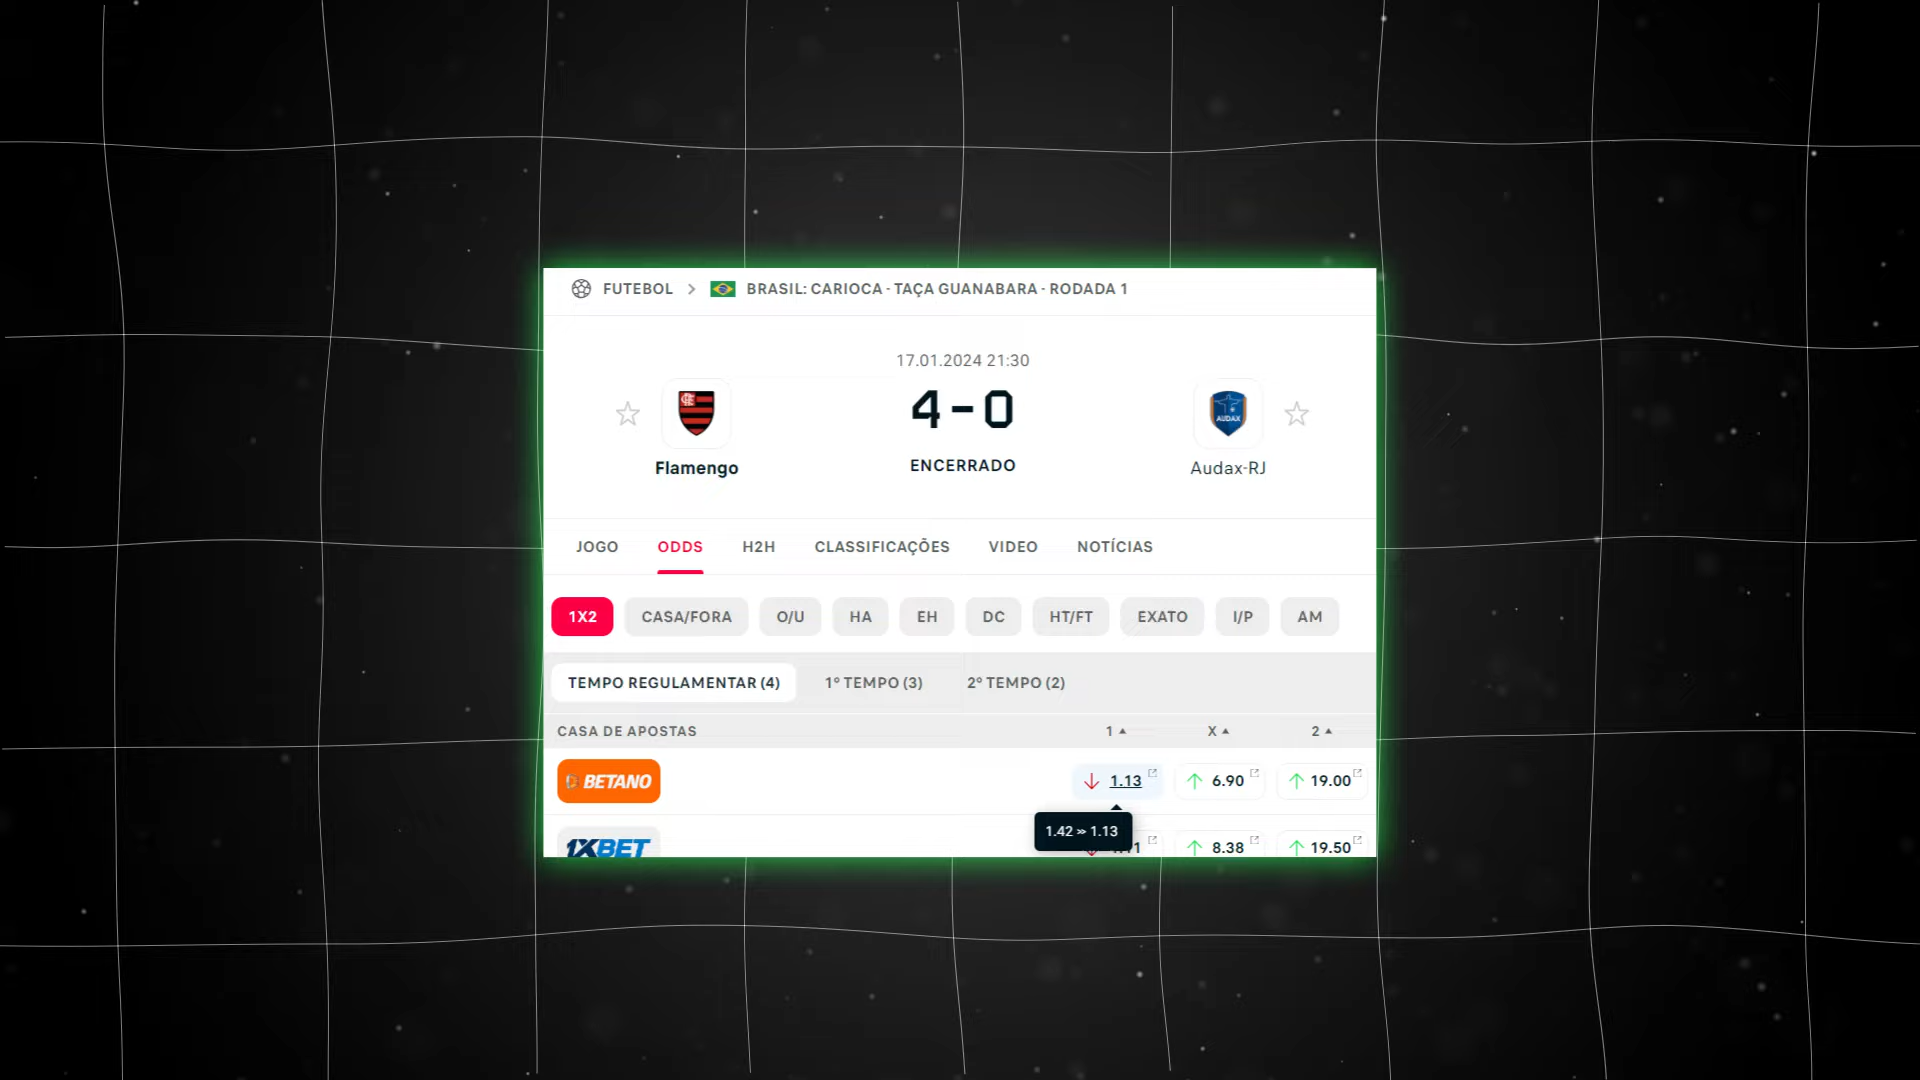 FUTEBOL > BRASIL: CARIOCA - TAÇA GUANABARA - RODADA 1
17.01.2024 21:30
4-0
ENCERRADO
AUDAX
Flamengo
Audax-RJ
JOGO ODDS H2H CLASSIFICAÇÕES VIDEO NOTÍCIAS
1X2 CASA/FORA O/U HA EH DC HT/FT EXATO I/P AM
TEMPO REGULAMENTAR (4) 1º TEMPO (3) 2º TEMPO (2)
CASA DE APOSTAS 1 X 2
BETANO 1.13 6.90 19.00
1.42 » 1.13
1XBET 8.38 19.50